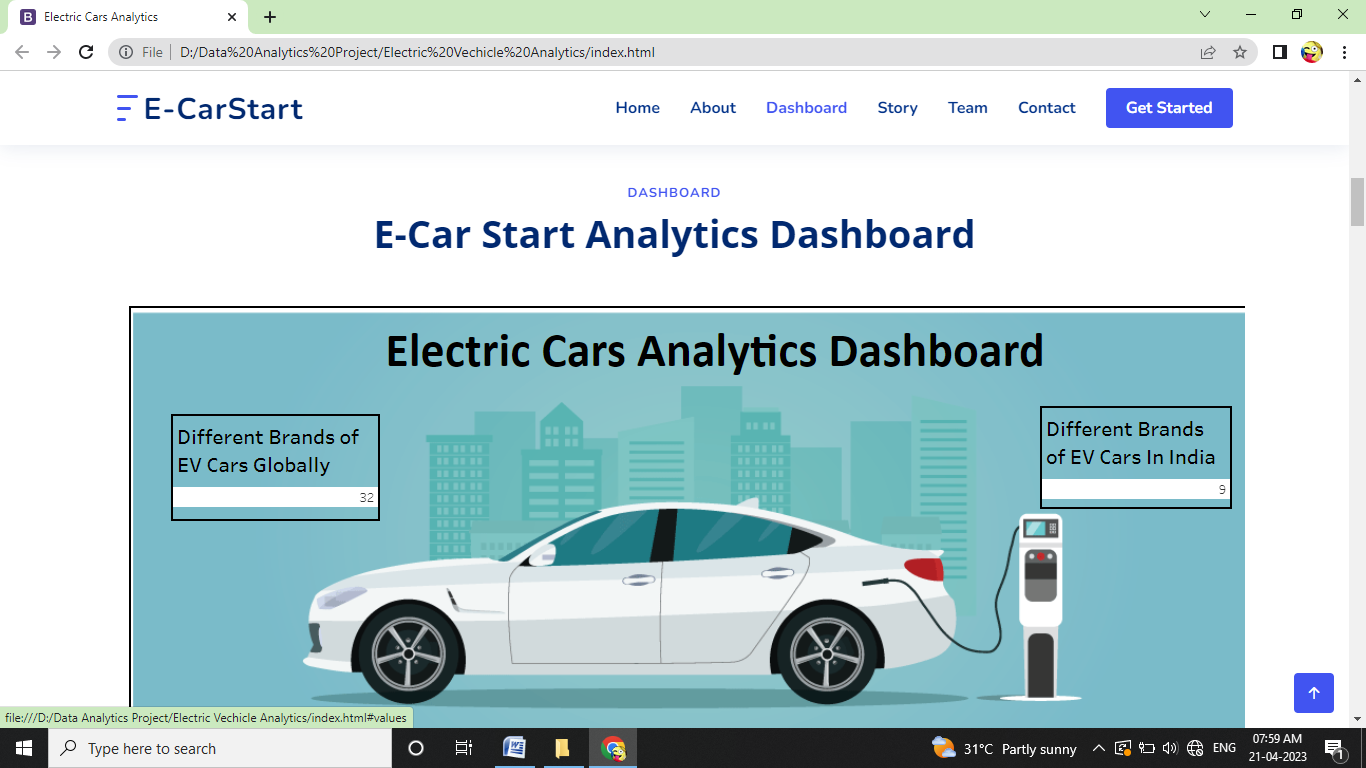 Electric Cars Analytics
File
D:/Data%20Analytics%20Project/Electric%20Vechicle%20Analytics/index.html
E-CarStart
Home
About
Dashboard
Story
Team
Contact
Get Started
DASHBOARD
E-Car Start Analytics Dashboard
Electric Cars Analytics Dashboard
Different Brands of
EV Cars Globally
32
Different Brands
of EV Cars In India
9
file:///D:/Data Analytics Project/Electric Vechicle Analytics/index.html#values
Type here to search
31°C Partly sunny
ENG
07:59 AM
21-04-2023
1